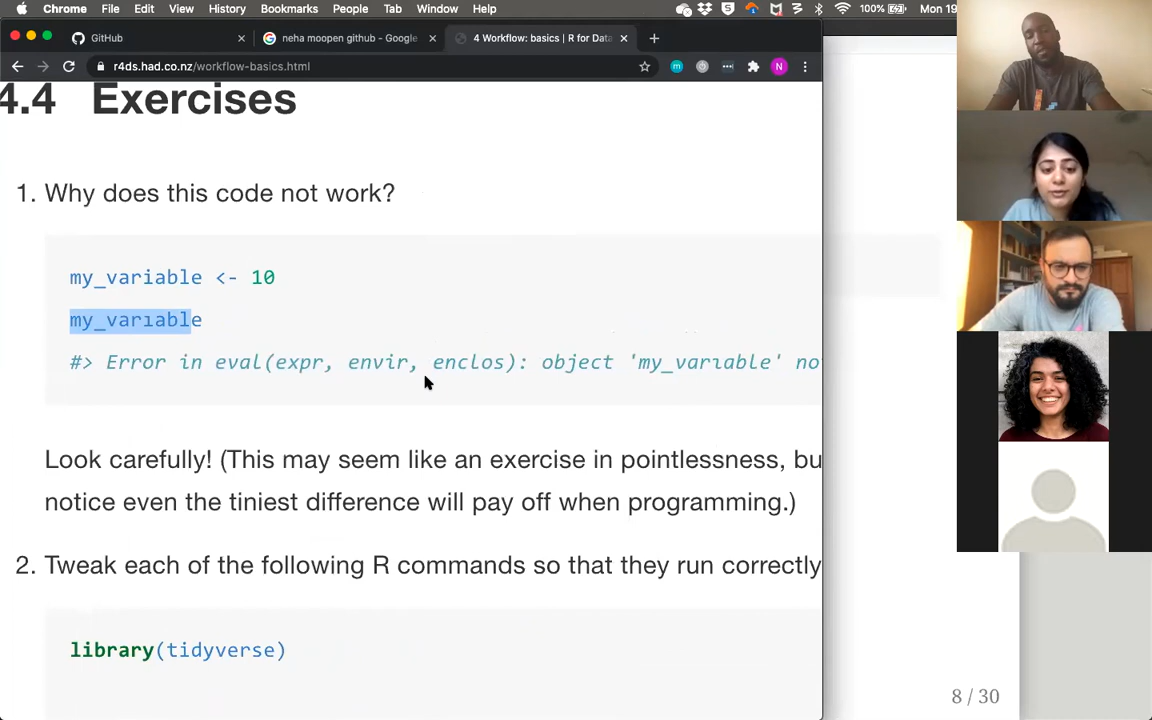 Chrome File Edit View History Bookmarks People Tab Window Help 100% Mon 19
GitHub
neha moopen github - Google
4 Workflow: basics | R for Data
r4ds.had.co.nz/workflow-basics.html
N
4.4 Exercises
1. Why does this code not work?
my_variable <- 10
my_varıable
#> Error in eval(expr, envir, enclos): object 'my_varıable' no
Look carefully! (This may seem like an exercise in pointlessness, bu
notice even the tiniest difference will pay off when programming.)
2. Tweak each of the following R commands so that they run correctly
library(tidyverse)
8 / 30